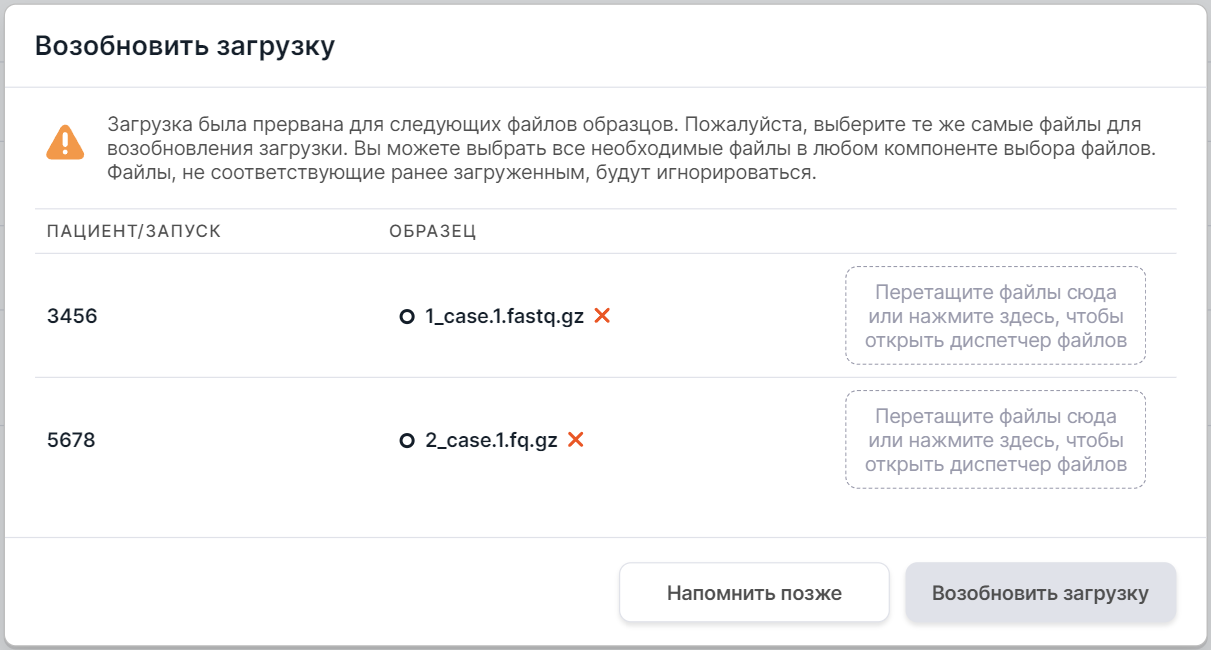 Возобновить загрузку
Загрузка была прервана для следующих файлов образцов. Пожалуйста, выберите те же самые файлы для
возобновления загрузки. Вы можете выбрать все необходимые файлы в любом компоненте выбора файлов.
Файлы, не соответствующие ранее загруженным, будут игнорироваться.
ПАЦИЕНТ/ЗАПУСК ОБРАЗЕЦ
3456 1_case.1.fastq.gz
Перетащите файлы сюда
или нажмите здесь, чтобы
открыть диспетчер файлов
5678 2_case.1.fq.gz
Перетащите файлы сюда
или нажмите здесь, чтобы
открыть диспетчер файлов
Напомнить позже Возобновить загрузку